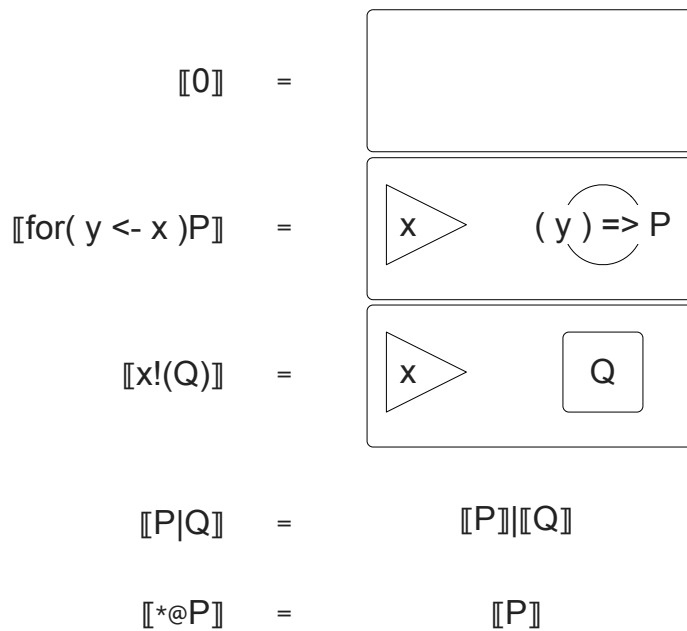 ⟦0⟧ =
⟦for( y <- x )P⟧ = x ( y ) => P
⟦x!(Q)⟧ = x Q
⟦P|Q⟧ = ⟦P⟧|⟦Q⟧
⟦*@P⟧ = ⟦P⟧